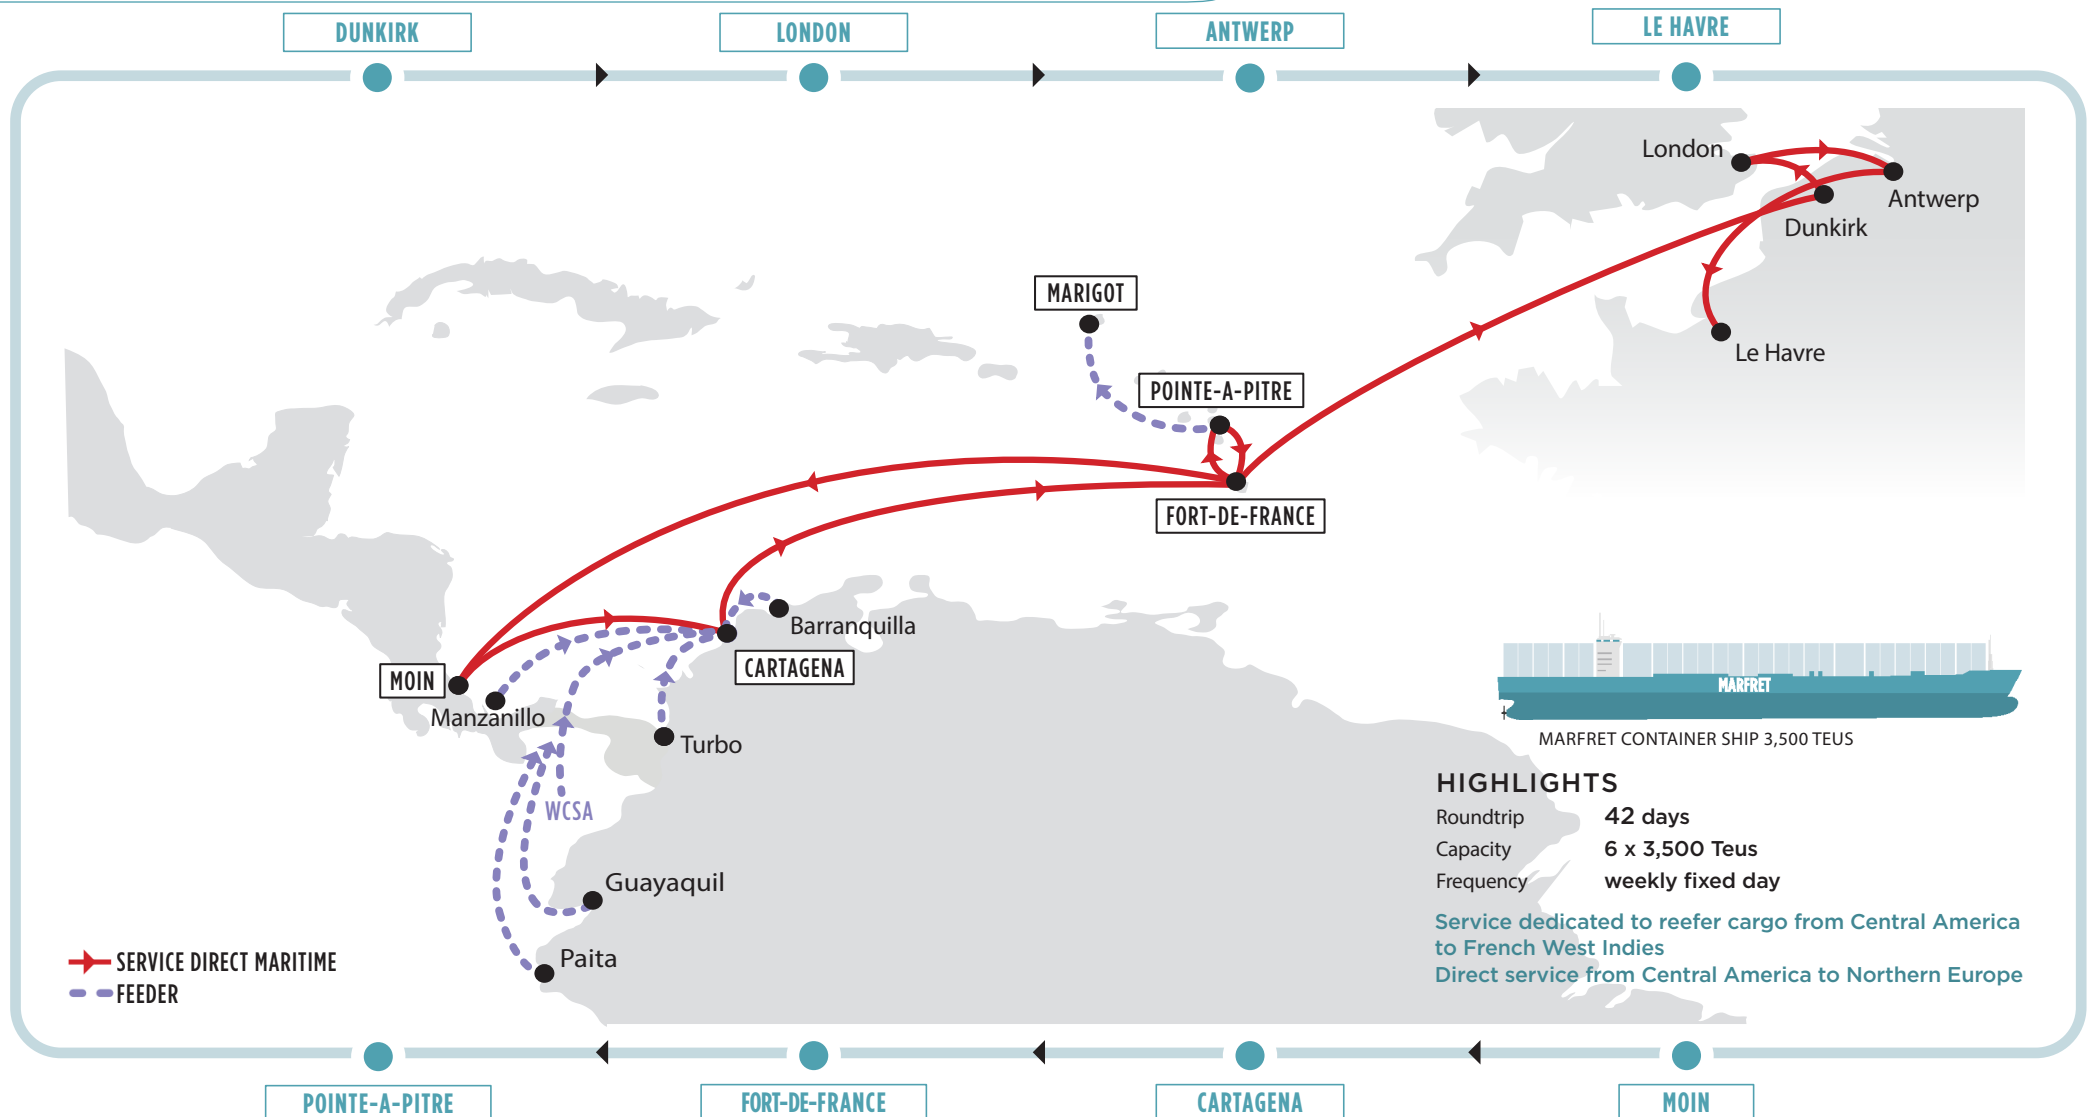 DUNKIRK
LONDON
ANTWERP
LE HAVRE
London
Antwerp
Dunkirk
Le Havre
MARIGOT
POINTE-A-PITRE
FORT-DE-FRANCE
Barranquilla
CARTAGENA
MOIN
Manzanillo
Turbo
WCSA
Guayaquil
Paita
SERVICE DIRECT MARITIME
FEEDER
MARFRET
MARFRET CONTAINER SHIP 3,500 TEUS
HIGHLIGHTS
Roundtrip 42 days
Capacity 6 x 3,500 Teus
Frequency weekly fixed day
Service dedicated to reefer cargo from Central America
to French West Indies
Direct service from Central America to Northern Europe
POINTE-A-PITRE
FORT-DE-FRANCE
CARTAGENA
MOIN